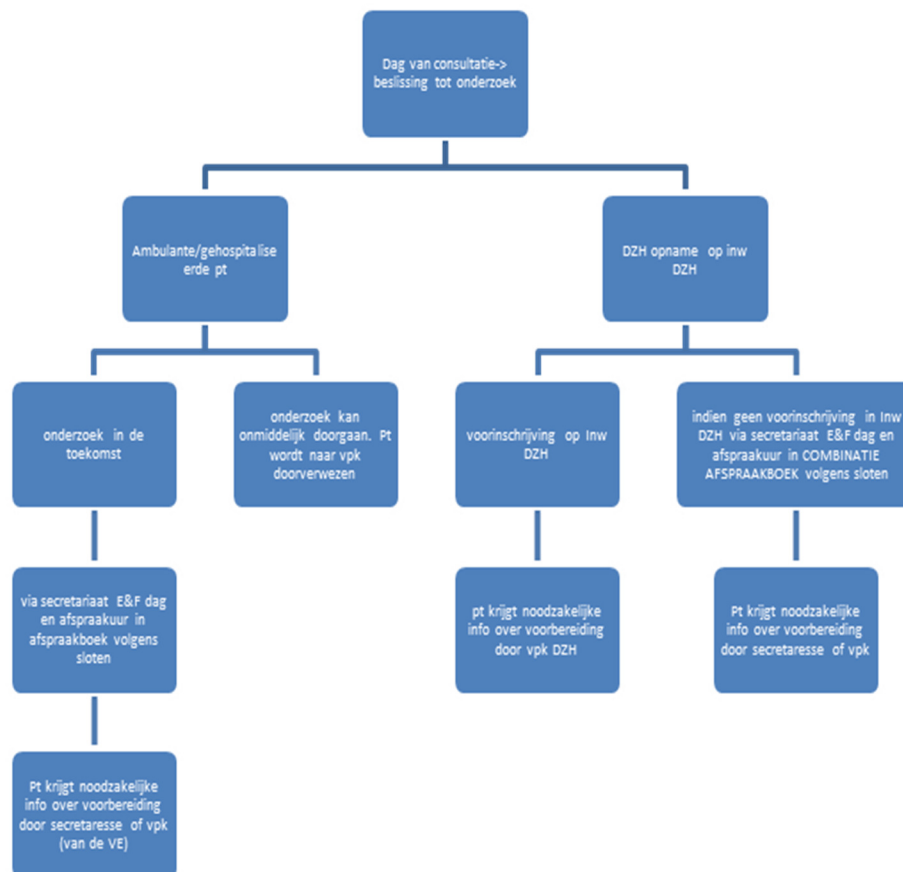 Dag van consultatie->
beslissing tot onderzoek
Ambulante/gehospitalise
erde pt
DZH opname op inw
DZH
onderzoek in de
toekomst
onderzoek kan
onmiddelijk doorgaan. Pt
wordt naar vpk
doorverwezen
voorinschrijving op Inw
DZH
indien geen voorinschrijving in Inw
DZH via secretariaat E&F dag en
afspraakuur in COMBINATIE
AFSPRAAKBOEK volgens sloten
via secretariaat E&F dag
en afspraakuur in
afspraakboek volgens
sloten
pt krijgt noodzakelijke
info over voorbereiding
door vpk DZH
Pt krijgt noodzakelijke
info over voorbereiding
door secretaresse of vpk
Pt krijgt noodzakelijke
info over voorbereiding
door secretaresse of vpk
(van de VE)